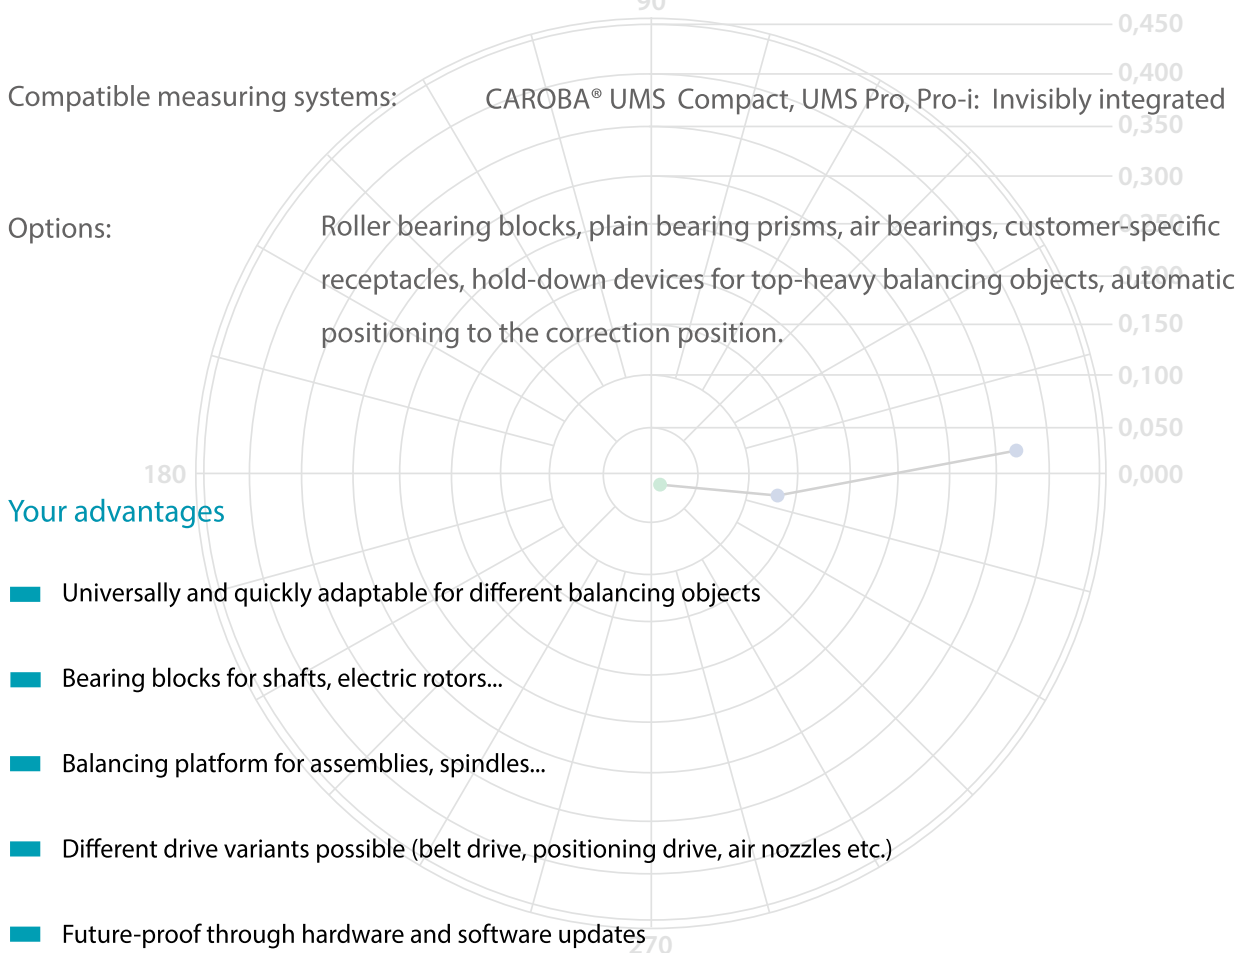 90
0,450
0,400
Compatible measuring systems: CAROBA® UMS Compact, UMS Pro, Pro-i: Invisibly integrated
0,350
0,300
Options: Roller bearing blocks, plain bearing prisms, air bearings, customer-specific
0,250
receptacles, hold-down devices for top-heavy balancing objects, automatic
0,200
0,150
positioning to the correction position.
0,100
0,050
180
0,000
Your advantages
Universally and quickly adaptable for different balancing objects
Bearing blocks for shafts, electric rotors...
Balancing platform for assemblies, spindles...
Different drive variants possible (belt drive, positioning drive, air nozzles etc.)
Future-proof through hardware and software updates
270